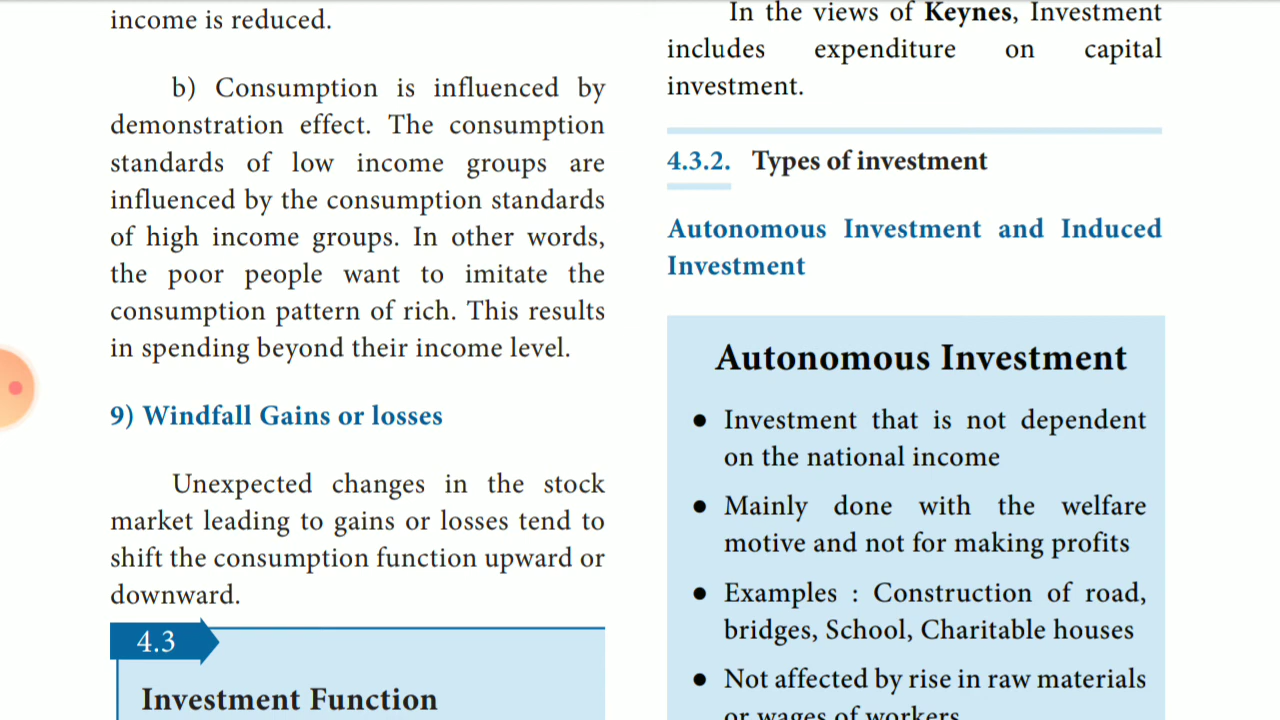 income is reduced.
b) Consumption is influenced by
demonstration effect. The consumption
standards of low income groups are
influenced by the consumption standards
of high income groups. In other words,
the poor people want to imitate the
consumption pattern of rich. This results
in spending beyond their income level.
9) Windfall Gains or losses
Unexpected changes in the stock
market leading to gains or losses tend to
shift the consumption function upward or
downward.
4.3
Investment Function
In the views of Keynes, Investment
includes expenditure on capital
investment.
4.3.2. Types of investment
Autonomous Investment and Induced
Investment
Autonomous Investment
● Investment that is not dependent
on the national income
● Mainly done with the welfare
motive and not for making profits
● Examples : Construction of road,
bridges, School, Charitable houses
● Not affected by rise in raw materials
or wages of workers